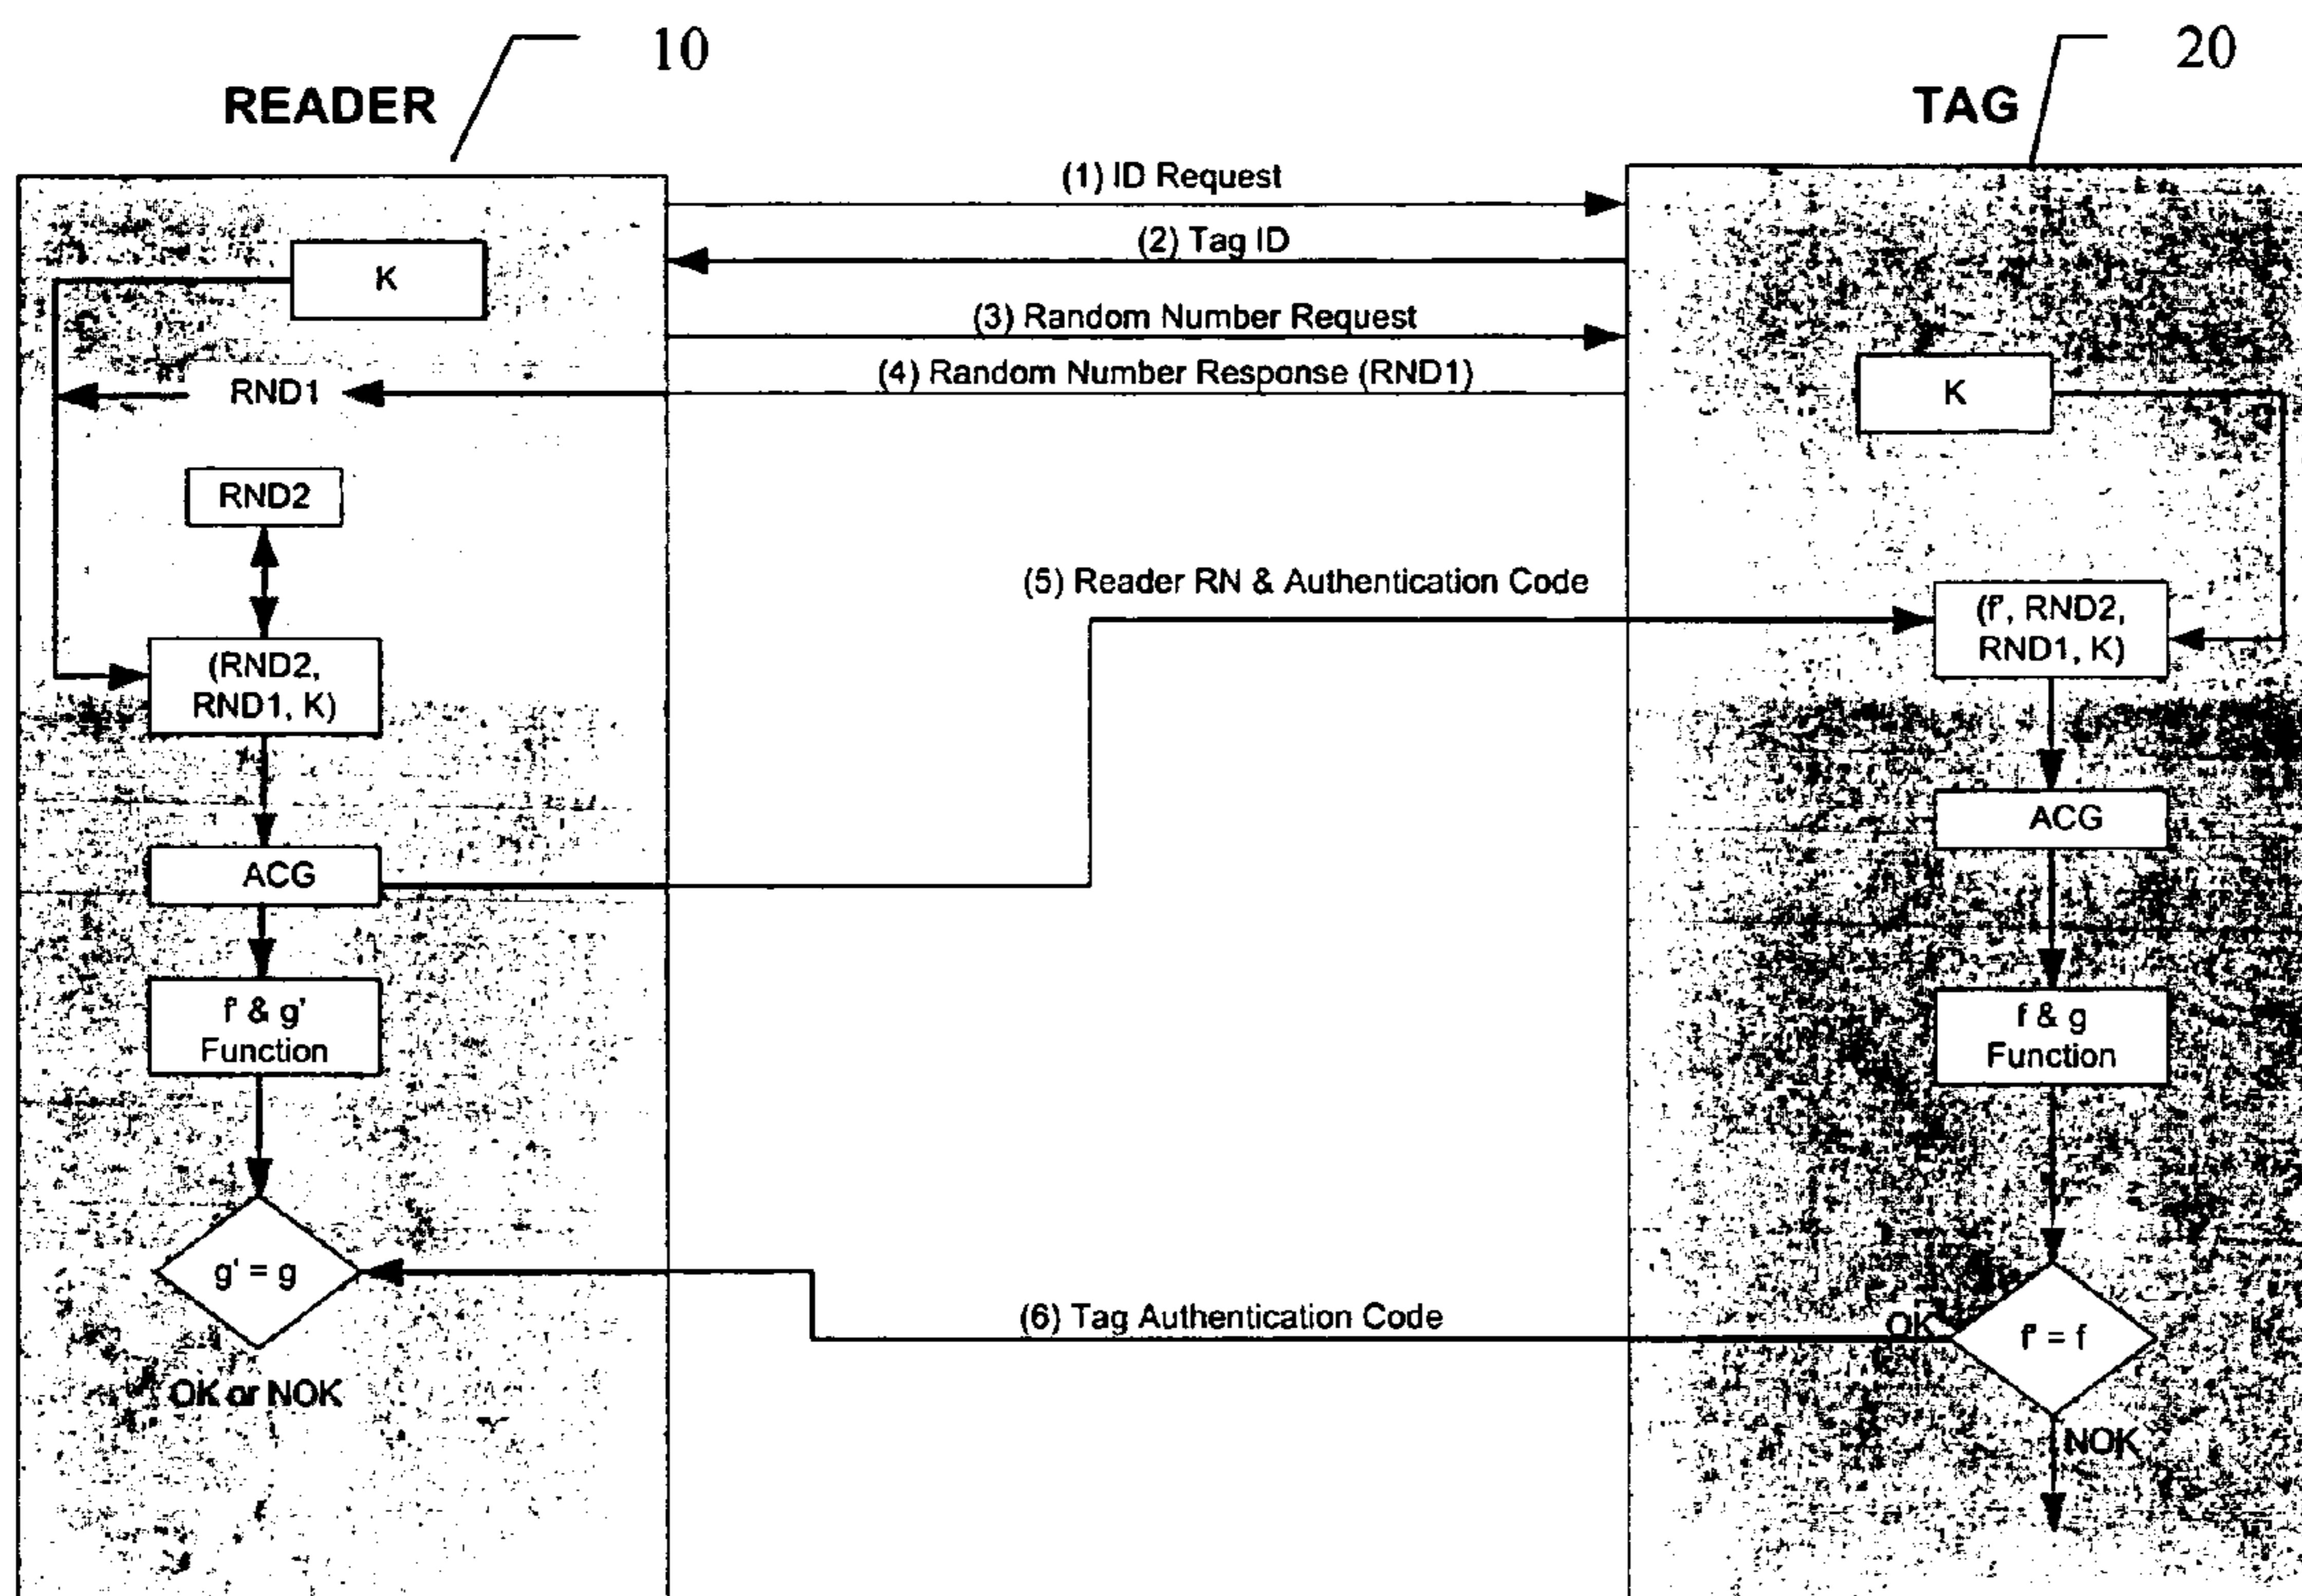 10
20
READER
TAG
(1) ID Request
(2) Tag ID
K
(3) Random Number Request
(4) Random Number Response (RND1)
RND1
K
RND2
(5) Reader RN & Authentication Code
(f', RND2,
RND1, K)
(RND2,
RND1, K)
ACG
ACG
f' & g'
Function
f & g
Function
g' = g
(6) Tag Authentication Code
OK
f' = f
OK or NOK
NOK